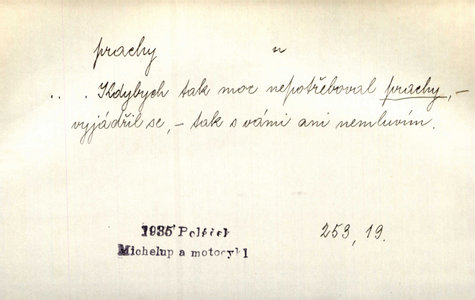 prachy n
.. . Kdybych tak moc nepotřeboval prachy,-
vyjádřil se,- tak s vámi ani nemluvím.
1935 Poláček
Michelup a motocykl
253, 19.